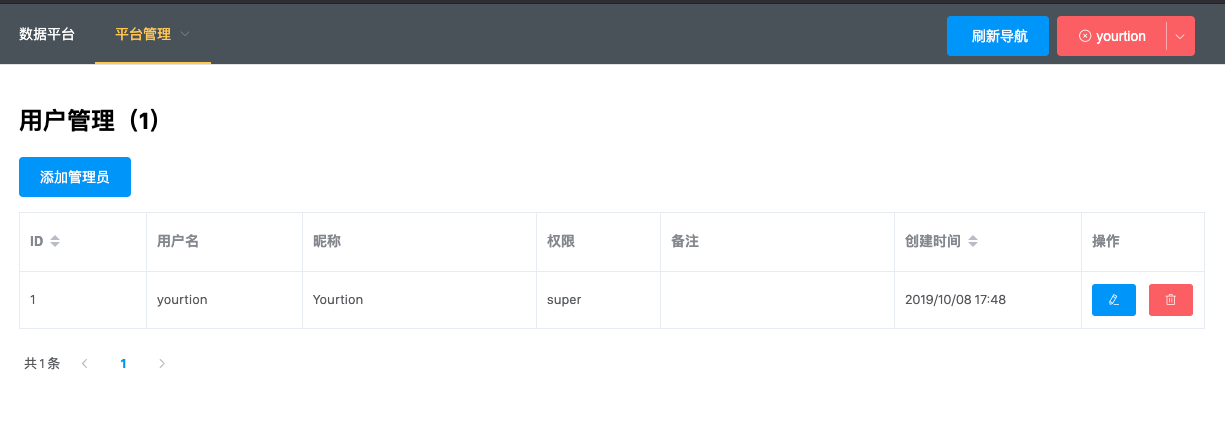 数据平台 平台管理 刷新导航 yourtion
用户管理（1）
添加管理员
ID 用户名 昵称 权限 备注 创建时间 操作
1 yourtion Yourtion super 2019/10/08 17:48
共 1 条 1